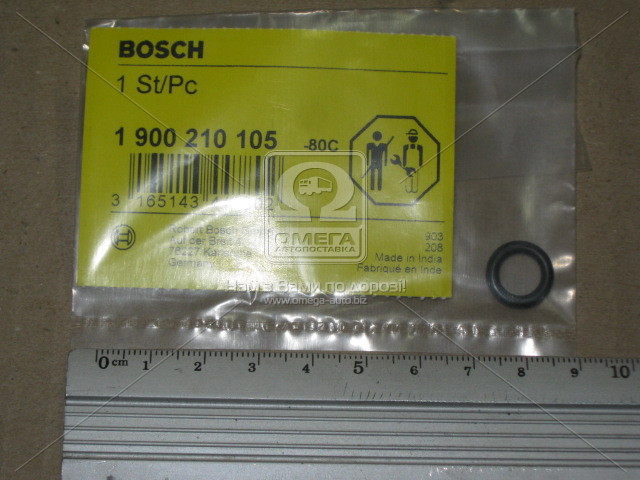 BOSCH
1 St/Pc
1 900 210 105
-80C
3 165143
Robert Bosch
76227
German
903
208
Made in India
Fabriqué en Inde
ОМЕГА
АВТОПОСТАВКА
Нам з Вами по дорозі!
www.omega-auto.biz
0 cm 1 2 3 4 5 6 7 8 9 10